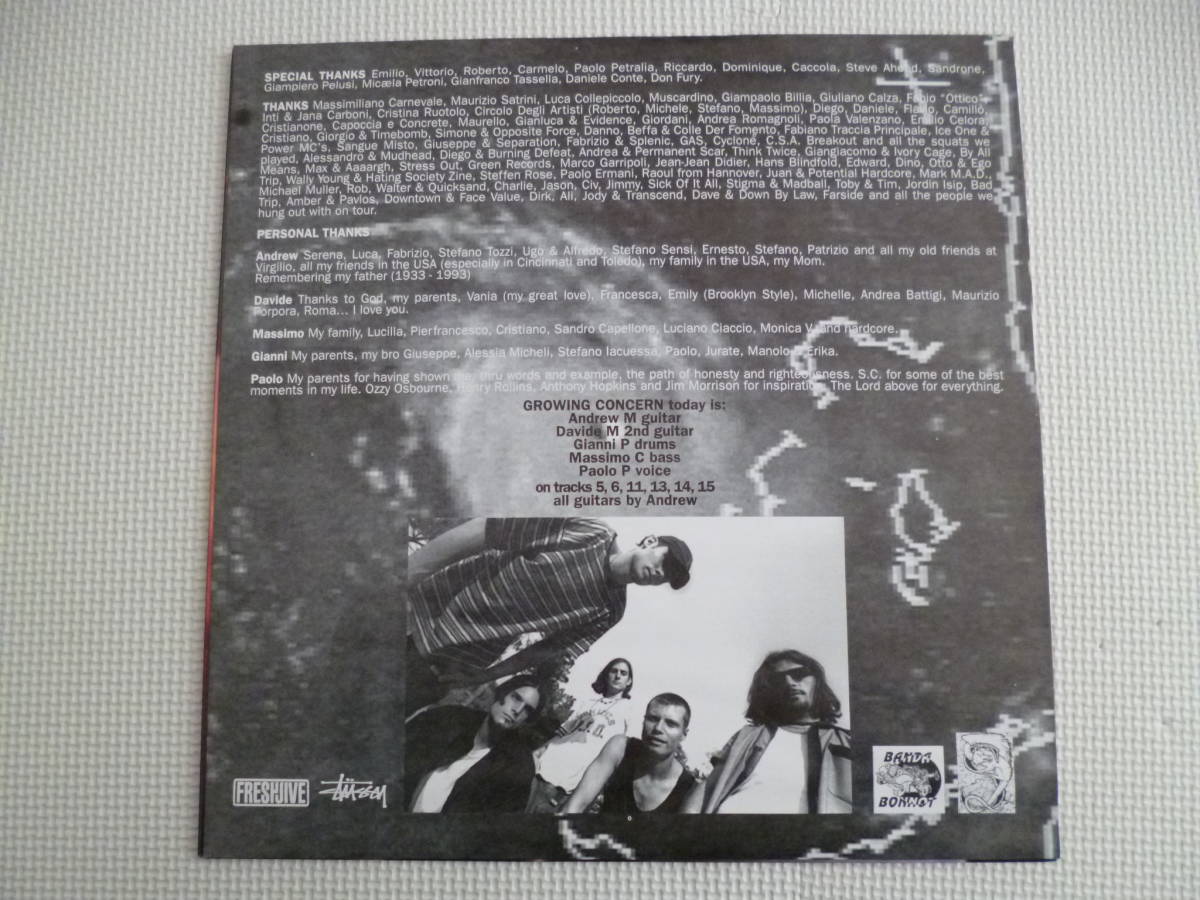 SPECIAL THANKS Emilio, Vittorio, Roberto, Carmelo, Paolo Petralia, Riccardo, Dominique, Caccola, Steve Ahead, Sandrone,
Giampiero Pelusi, Micæla Petroni, Gianfranco Tassella, Daniele Conte, Don Fury.
THANKS Massimiliano Carnevale, Maurizio Satrini, Luca Collepiccolo, Muscardino, Giampaolo Billia, Giuliano Calza, Fabio "Ottico",
Inti & Jana Carboni, Cristina Ruotolo, Circolo Degli Artisti (Roberto, Michele, Stefano, Massimo), Diego, Daniele, Flavio, Camillo,
Cristianone, Capoccia e Concrete, Maurello, Gianluca & Evidence, Giordani, Andrea Romagnoli, Paola Valenzano, Emilio Celora,
Cristiano, Giorgio & Timebomb, Simone & Opposite Force, Danno, Beffa & Colle Der Fomento, Fabiano Traccia Principale, Ice One &
Power MC's, Sangue Misto, Giuseppe & Separation, Fabrizio & Splenic, GAS, Cyclone, C.S.A. Breakout and all the squats we
played, Alessandro & Mudhead, Diego & Burning Defeat, Andrea & Permanent Scar, Think Twice, Giangiacomo & Ivory Cage, By All
Means, Max & Aaaargh, Stress Out, Green Records, Marco Garripoli, Jean-Jean Didier, Hans Blindfold, Edward, Dino, Otto & Ego
Trip, Wally Young & Hating Society Zine, Steffen Rose, Paolo Ermani, Raoul from Hannover, Juan & Potential Hardcore, Mark M.A.D.,
Michael Muller, Rob, Walter & Quicksand, Charlie, Jason, Civ, Jimmy, Sick Of It All, Stigma & Madball, Toby & Tim, Jordin Isip, Bad
Trip, Amber & Pavlos, Downtown & Face Value, Dirk, Ali, Jody & Transcend, Dave & Down By Law, Farside and all the people we
hung out with on tour.
PERSONAL THANKS
Andrew Serena, Luca, Fabrizio, Stefano Tozzi, Ugo & Alfredo, Stefano Sensi, Ernesto, Stefano, Patrizio and all my old friends at
Virgilio, all my friends in the USA (especially in Cincinnati and Toledo), my family in the USA, my Mom.
Remembering my father (1933 - 1993)
Davide Thanks to God, my parents, Vania (my great love), Francesca, Emily (Brooklyn Style), Michelle, Andrea Battigi, Maurizio
Porpora, Roma... I love you.
Massimo My family, Lucilla, Pierfrancesco, Cristiano, Sandro Capellone, Luciano Ciaccio, Monica V. and hardcore.
Gianni My parents, my bro Giuseppe, Alessia Micheli, Stefano Iacuessa, Paolo, Jurate, Manolo & Erika.
Paolo My parents for having shown me, thru words and example, the path of honesty and righteousness. S.C. for some of the best
moments in my life. Ozzy Osbourne, Henry Rollins, Anthony Hopkins and Jim Morrison for inspiration. The Lord above for everything.
GROWING CONCERN today is:
Andrew M guitar
Davide M 2nd guitar
Gianni P drums
Massimo C bass
Paolo P voice
on tracks 5, 6, 11, 13, 14, 15
all guitars by Andrew
FRESHJIVE
Stüssy
BANDA
BONNOT